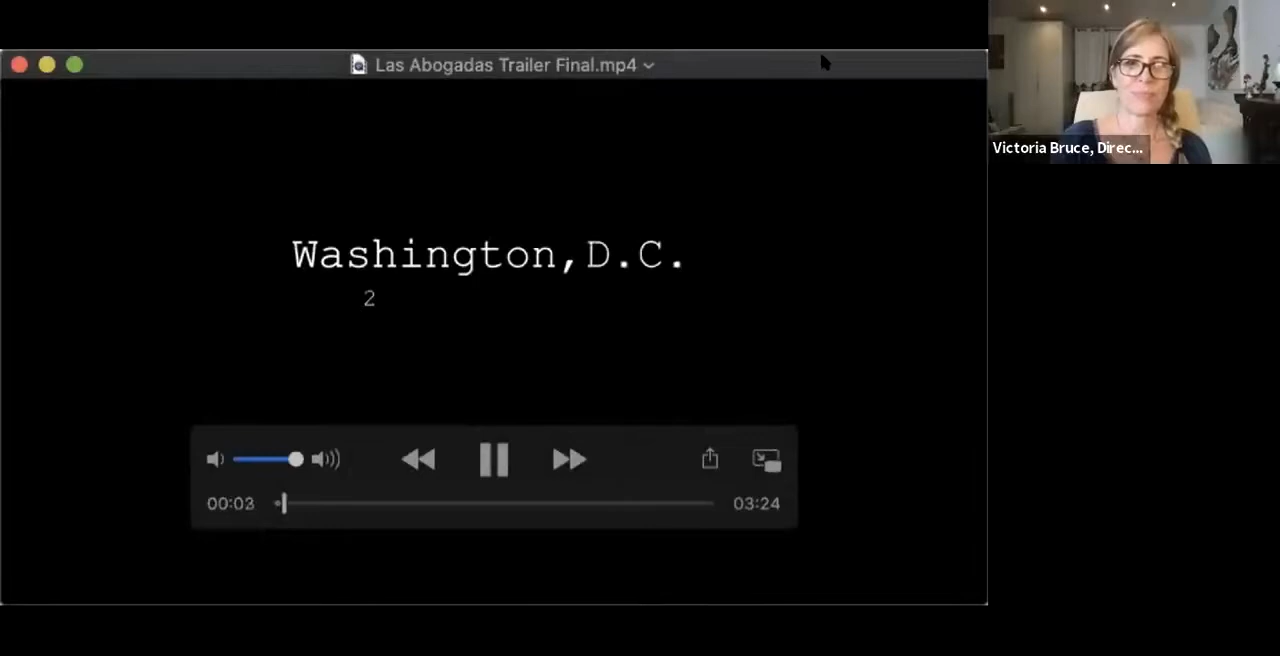 Las Abogadas Trailer Final.mp4
Victoria Bruce, Direc...
Washington,D.C.
2
00:03
03:24